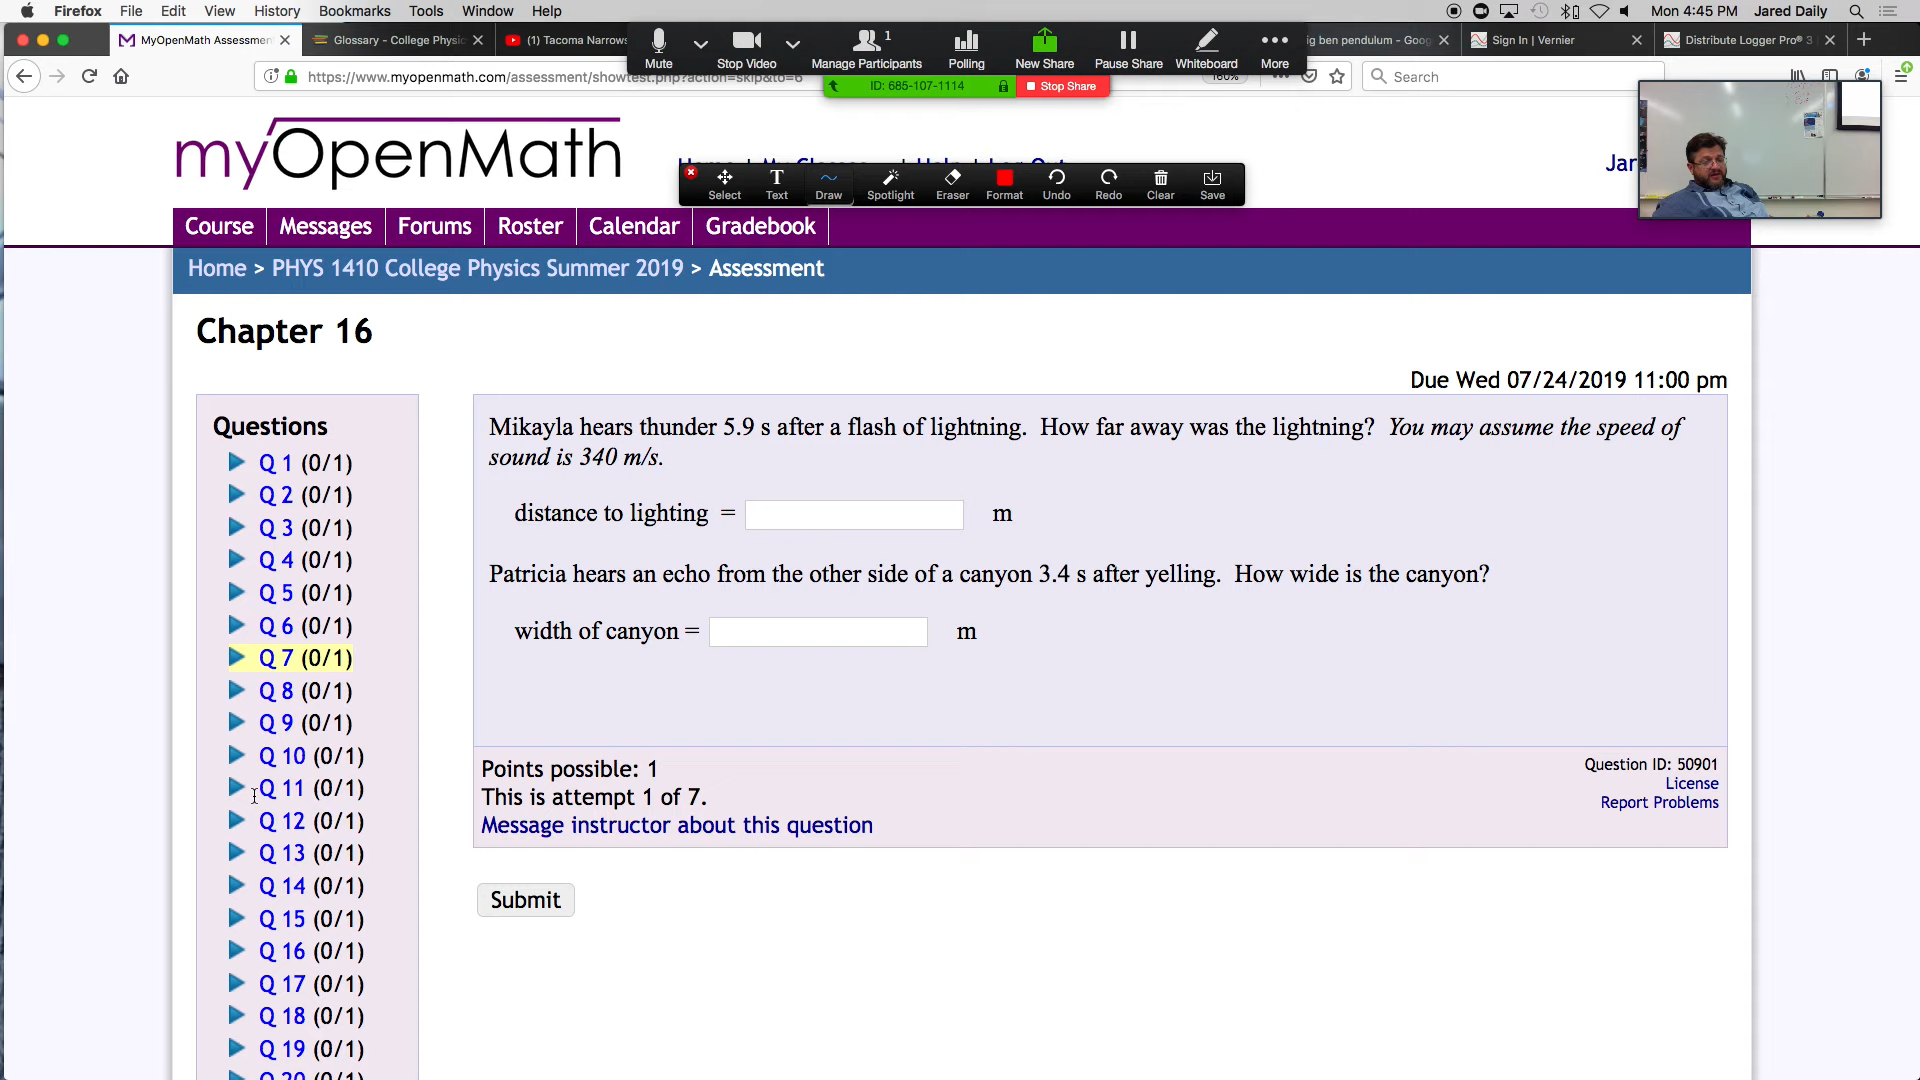 Firefox File Edit View History Bookmarks Tools Window Help Mon 4:45 PM Jared Daily
MyOpenMath Assessmen Glossary - College Physic (1) Tacoma Narrows ig ben pendulum - Goog Sign In | Vernier Distribute Logger Pro® 3
Mute Stop Video Manage Participants 1 Polling New Share Pause Share Whiteboard More
https://www.myopenmath.com/assessment/showtest.php?action=skip&to=6 Search
ID: 685-107-1114 Stop Share
myOpenMath
Jar
Select Text Draw Spotlight Eraser Format Undo Redo Clear Save
Course Messages Forums Roster Calendar Gradebook
Home > PHYS 1410 College Physics Summer 2019 > Assessment
Chapter 16
Due Wed 07/24/2019 11:00 pm
Questions
Q 1 (0/1)
Q 2 (0/1)
Q 3 (0/1)
Q 4 (0/1)
Q 5 (0/1)
Q 6 (0/1)
Q 7 (0/1)
Q 8 (0/1)
Q 9 (0/1)
Q 10 (0/1)
Q 11 (0/1)
Q 12 (0/1)
Q 13 (0/1)
Q 14 (0/1)
Q 15 (0/1)
Q 16 (0/1)
Q 17 (0/1)
Q 18 (0/1)
Q 19 (0/1)
Mikayla hears thunder 5.9 s after a flash of lightning. How far away was the lightning? You may assume the speed of
sound is 340 m/s.
distance to lighting = m
Patricia hears an echo from the other side of a canyon 3.4 s after yelling. How wide is the canyon?
width of canyon = m
Points possible: 1
This is attempt 1 of 7.
Message instructor about this question
Question ID: 50901
License
Report Problems
Submit